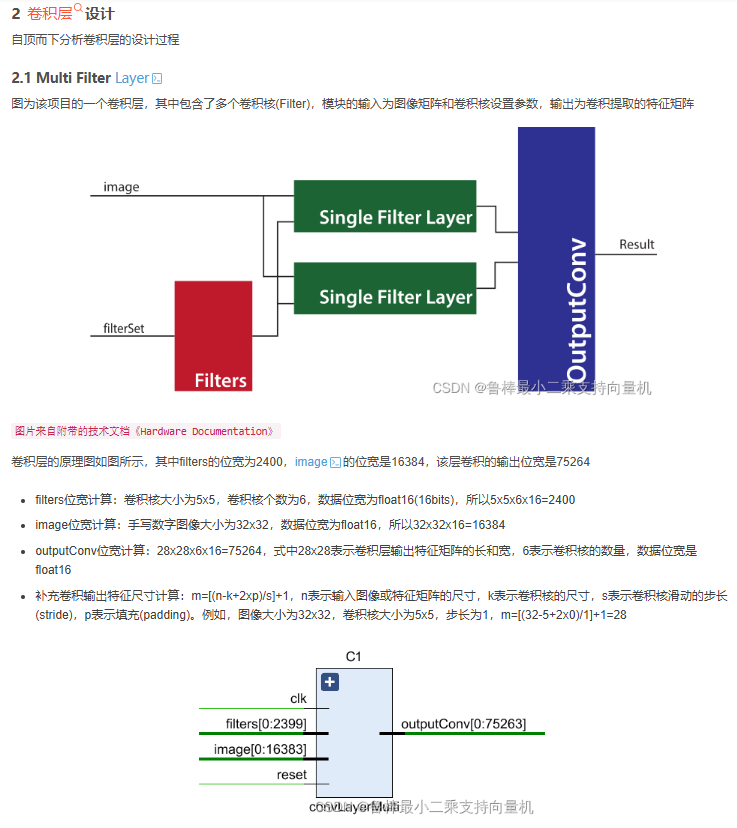 2 卷积层设计
自顶而下分析卷积层的设计过程
2.1 Multi Filter Layer
图为该项目的一个卷积层，其中包含了多个卷积核(Filter)，模块的输入为图像矩阵和卷积核设置参数，输出为卷积提取的特征矩阵
image
Single Filter Layer
Single Filter Layer
OutputConv
Result
filterSet
Filters
CSDN @鲁棒最小二乘支持向量机
图片来自附带的技术文档《Hardware Documentation》
卷积层的原理图如图所示，其中filters的位宽为2400，image的位宽是16384，该层卷积的输出位宽是75264
filters位宽计算：卷积核大小为5x5，卷积核个数为6，数据位宽为float16(16bits)，所以5x5x6x16=2400
image位宽计算：手写数字图像大小为32x32，数据位宽为float16，所以32x32x16=16384
outputConv位宽计算：28x28x6x16=75264，式中28x28表示卷积层输出特征矩阵的长和宽，6表示卷积核的数量，数据位宽是
float16
补充卷积输出特征尺寸计算：m=[(n-k+2xp)/s]+1，n表示输入图像或特征矩阵的尺寸，k表示卷积核的尺寸，s表示卷积核滑动的步长
(stride)，p表示填充(padding)。例如，图像大小为32x32，卷积核大小为5x5，步长为1，m=[(32-5+2x0)/1]+1=28
C1
clk
filters[0:2399]
outputConv[0:75263]
image[0:16383]
reset
convLayerMulti
CSDN @鲁棒最小二乘支持向量机